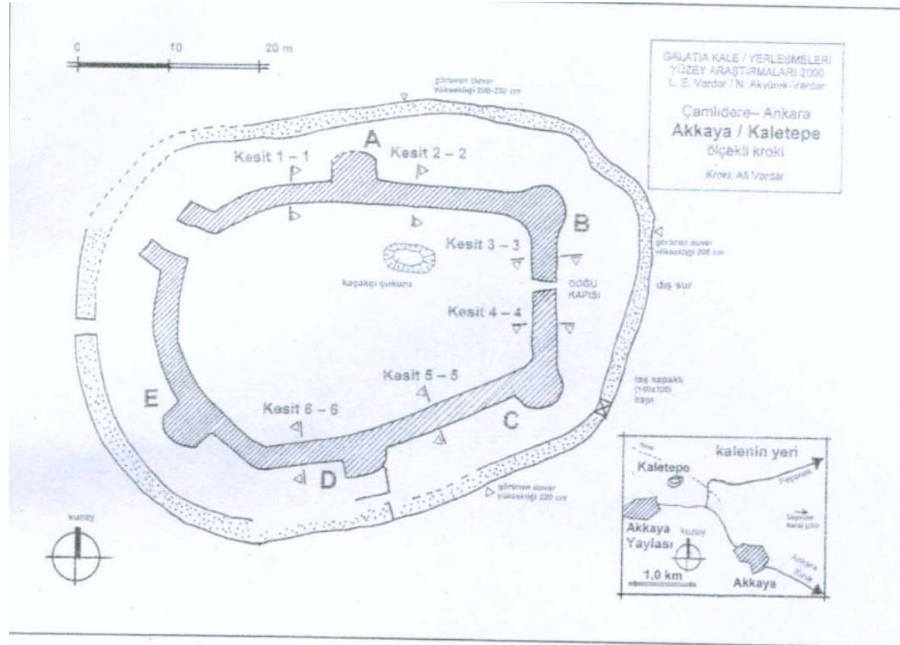 0 10 20 m
GALATIA KALE / YERLEŞMELERİ
YÜZEY ARAŞTIRMALARI 2000
L. E. Vardar / N. Akyürek-Vardar
Çamlıdere– Ankara
Akkaya / Kaletepe
ölçekli kroki
Kroki: Ali Vardar
görünen duvar
yüksekliği 200-230 cm
A
Kesit 1 – 1
Kesit 2 – 2
B
Kesit 3 – 3
görünen duvar
yüksekliği 200 cm
kaçakçı çukuru
DOĞU
KAPISI
dış sur
Kesit 4 – 4
Kesit 5 – 5
taş kapaklı
kapı
E
Kesit 6 – 6
C
D
görünen duvar
yüksekliği 220 cm
kuzey
kalenin yeri
Kaletepe
Peçenek
Akkaya
Yaylası
kuzey
1,0 km
Akkaya
Ankara